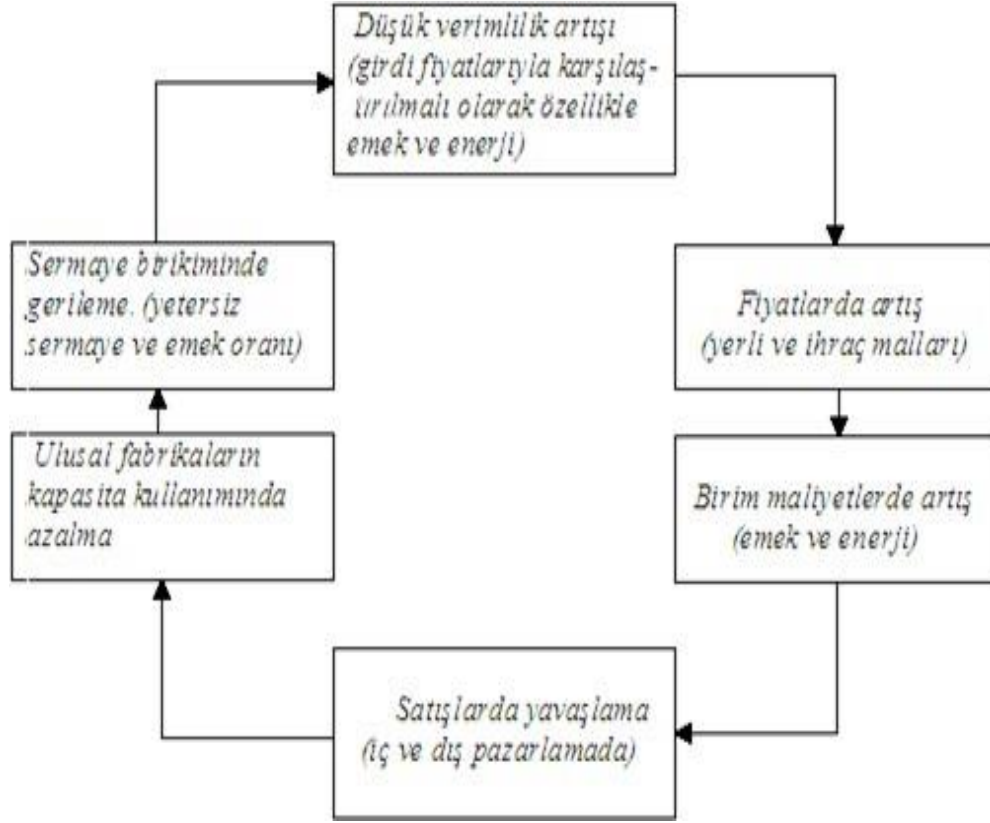 Düşük verimlilik artışı
(girdi fiyatlarıyla karşılaş-
tırılmalı olarak özellikle
emek ve enerji)
Fiyatlarda artış
(yerli ve ihraç malları)
Birim maliyetlerde artış
(emek ve enerji)
Satışlarda yavaşlama
(iç ve dış pazarlamada)
Ulusal fabrikaların
kapasita kullanımında
azalma
Sermaye birikiminde
gerileme. (yetersiz
sermaye ve emek oranı)